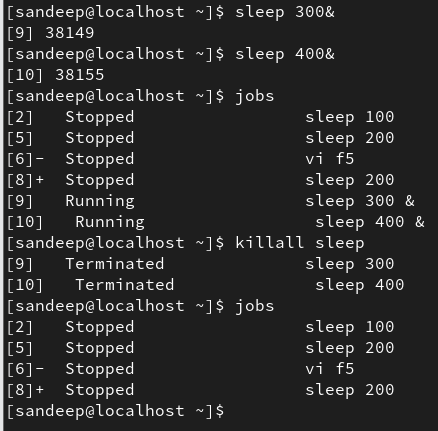 [sandeep@localhost ~]$ sleep 300&
[9] 38149
[sandeep@localhost ~]$ sleep 400&
[10] 38155
[sandeep@localhost ~]$ jobs
[2]   Stopped                 sleep 100
[5]   Stopped                 sleep 200
[6]-  Stopped                 vi f5
[8]+  Stopped                 sleep 200
[9]   Running                 sleep 300 &
[10]   Running                 sleep 400 &
[sandeep@localhost ~]$ killall sleep
[9]   Terminated              sleep 300
[10]   Terminated              sleep 400
[sandeep@localhost ~]$ jobs
[2]   Stopped                 sleep 100
[5]   Stopped                 sleep 200
[6]-  Stopped                 vi f5
[8]+  Stopped                 sleep 200
[sandeep@localhost ~]$